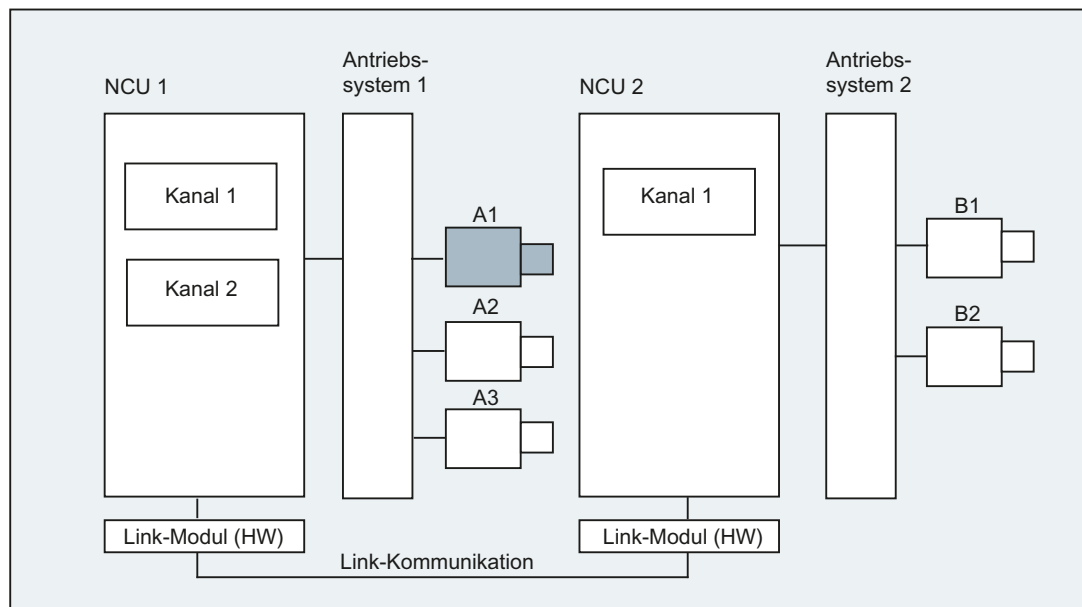 NCU 1
Antriebs-
system 1
NCU 2
Antriebs-
system 2
Kanal 1
Kanal 2
A1
A2
A3
Kanal 1
B1
B2
Link-Modul (HW)
Link-Modul (HW)
Link-Kommunikation